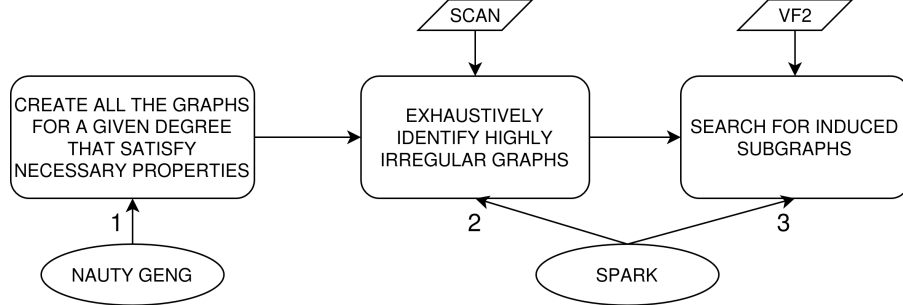 SCAN
VF2
CREATE ALL THE GRAPHS
FOR A GIVEN DEGREE
THAT SATISFY
NECESSARY PROPERTIES
EXHAUSTIVELY
IDENTIFY HIGHLY
IRREGULAR GRAPHS
SEARCH FOR INDUCED
SUBGRAPHS
1
2
3
NAUTY GENG
SPARK